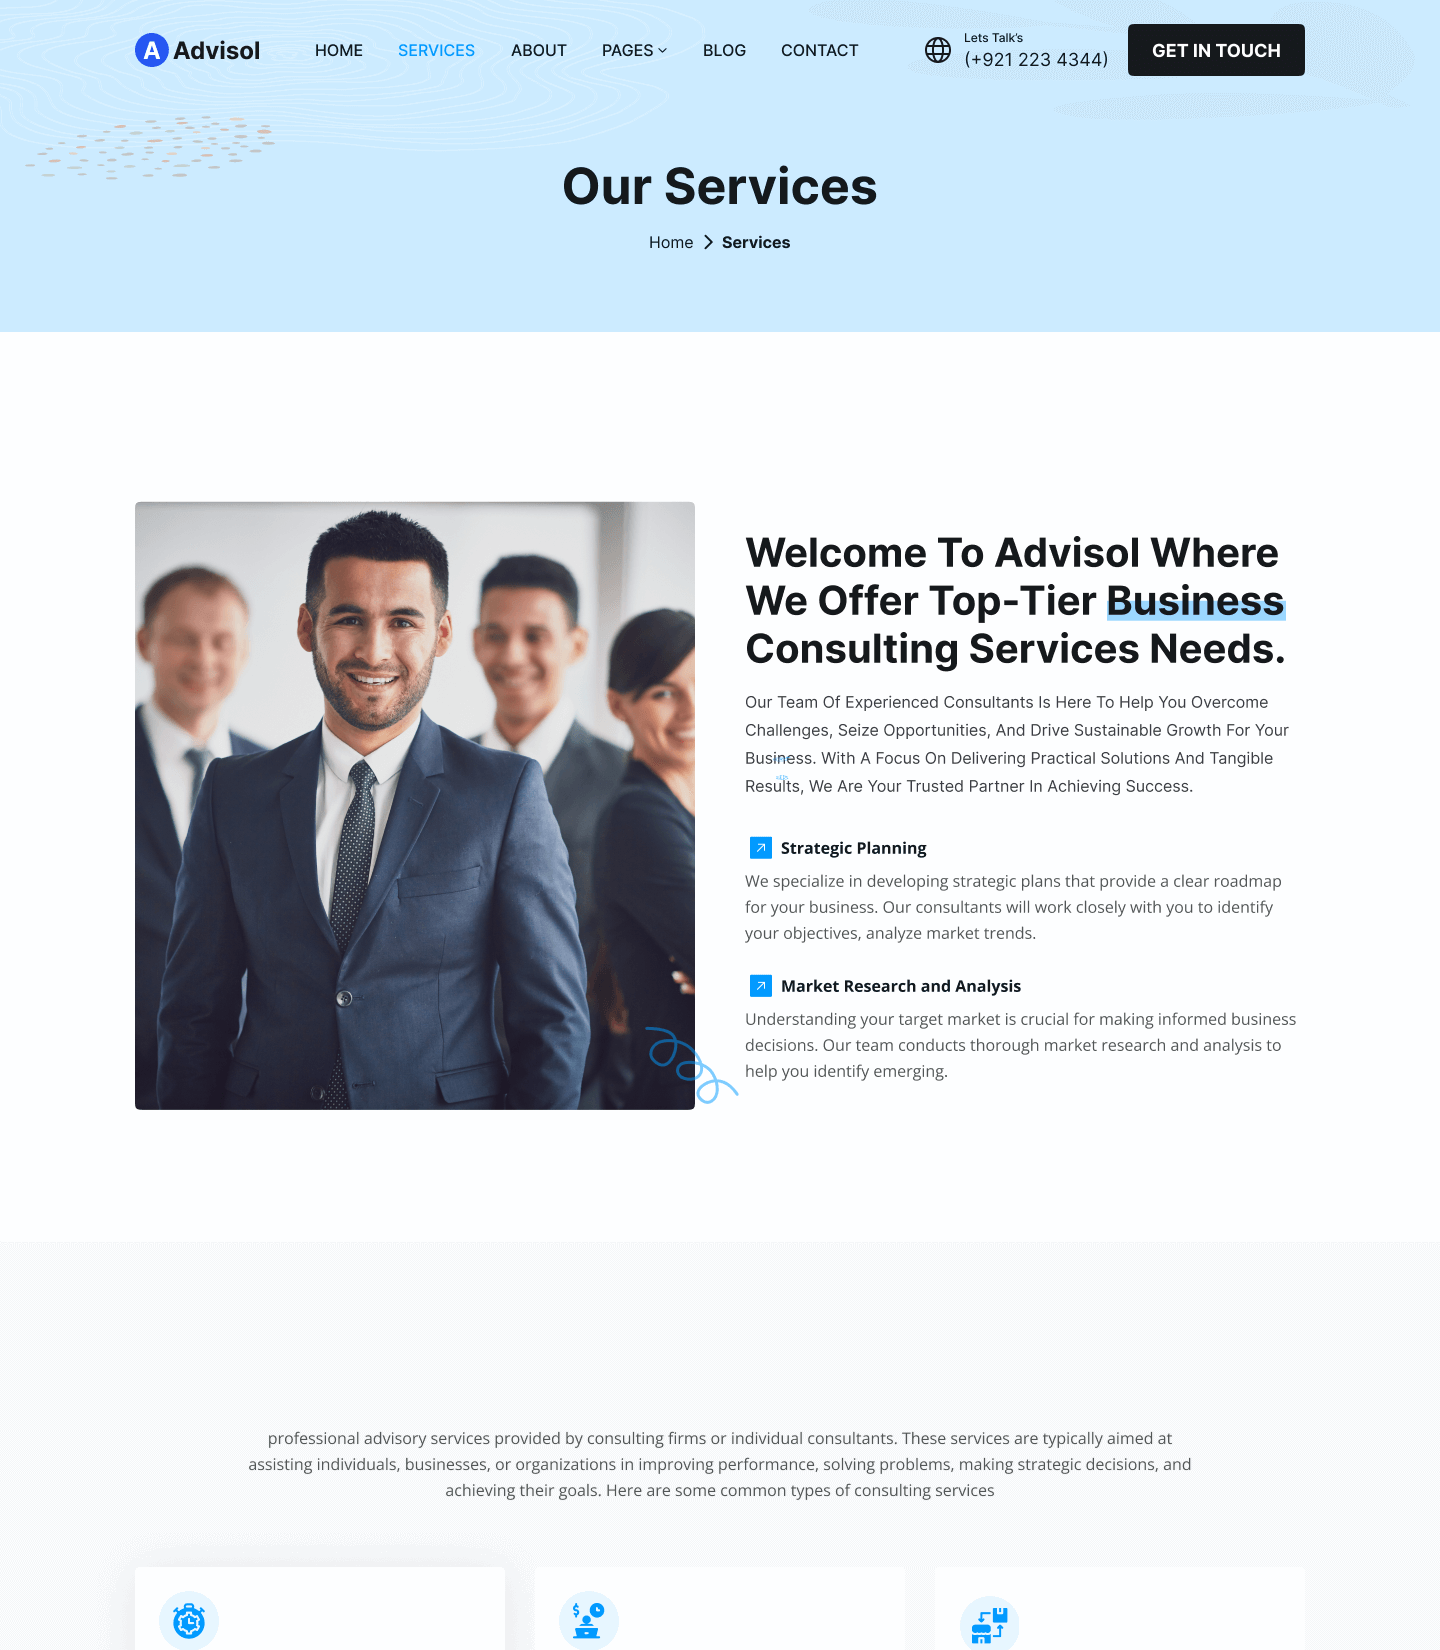 A Advisol
HOME SERVICES ABOUT PAGES BLOG CONTACT
Lets Talk's
(+921 223 4344)
GET IN TOUCH
Our Services
Home Services
Welcome To Advisol Where
We Offer Top-Tier Business
Consulting Services Needs.
Our Team Of Experienced Consultants Is Here To Help You Overcome
Challenges, Seize Opportunities, And Drive Sustainable Growth For Your
Business. With A Focus On Delivering Practical Solutions And Tangible
Results, We Are Your Trusted Partner In Achieving Success.
Strategic Planning
We specialize in developing strategic plans that provide a clear roadmap
for your business. Our consultants will work closely with you to identify
your objectives, analyze market trends.
Market Research and Analysis
Understanding your target market is crucial for making informed business
decisions. Our team conducts thorough market research and analysis to
help you identify emerging.
professional advisory services provided by consulting firms or individual consultants. These services are typically aimed at
assisting individuals, businesses, or organizations in improving performance, solving problems, making strategic decisions, and
achieving their goals. Here are some common types of consulting services